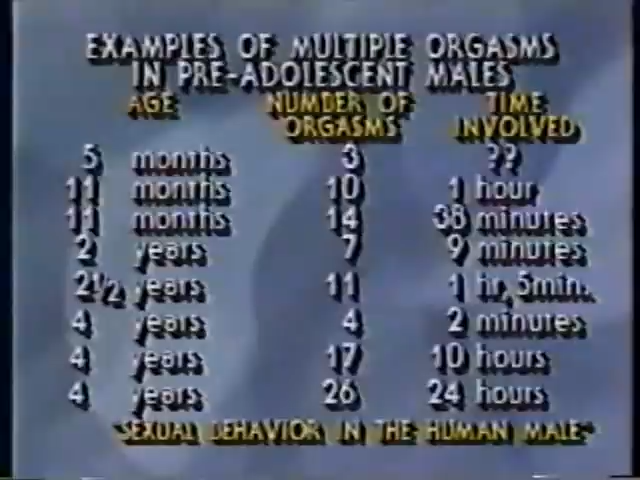 EXAMPLES OF MULTIPLE ORGASMS
IN PRE-ADOLESCENT MALES
AGE NUMBER OF ORGASMS TIME INVOLVED
5 months 3 ??
11 months 10 1 hour
11 months 14 38 minutes
2 years 7 9 minutes
2½ years 11 1 hr, 5min.
4 years 4 2 minutes
4 years 17 10 hours
4 years 26 24 hours
"SEXUAL BEHAVIOR IN THE HUMAN MALE"